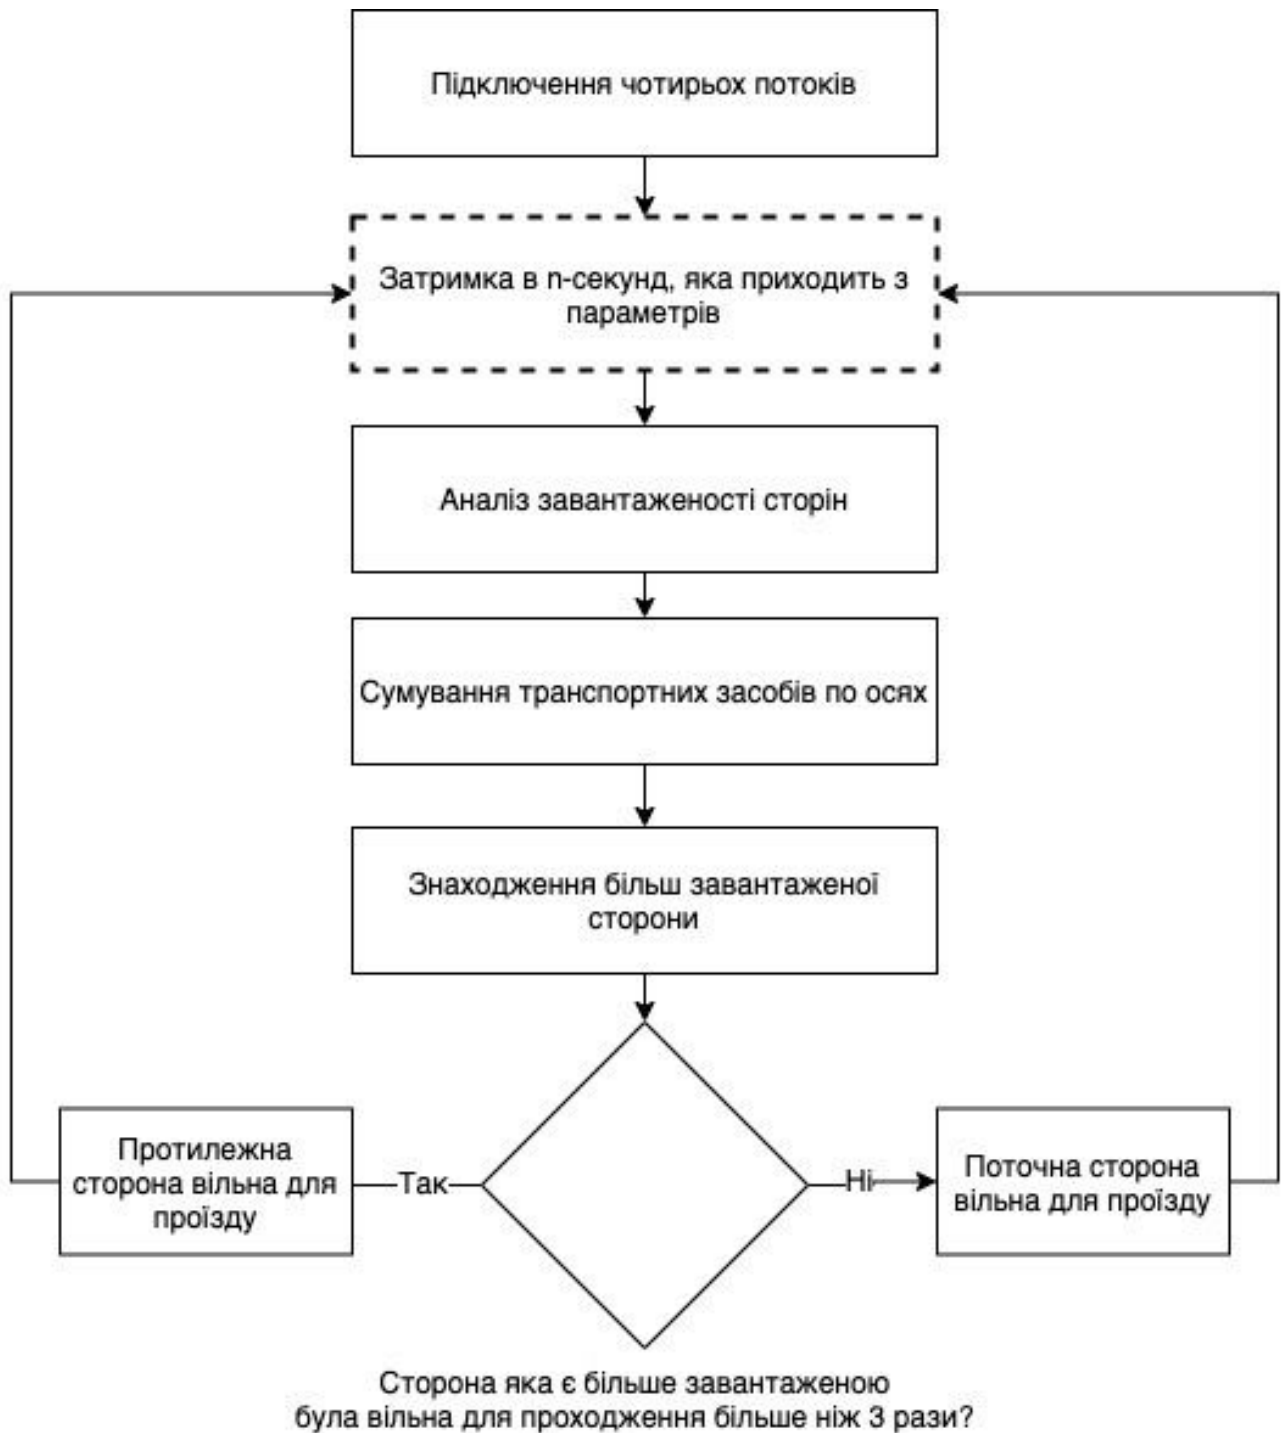 Підключення чотирьох потоків
Затримка в n-секунд, яка приходить з
параметрів
Аналіз завантаженості сторін
Сумування транспортних засобів по осях
Знаходження більш завантаженої
сторони
Протилежна
сторона вільна для
проїзду
Так
Ні
Поточна сторона
вільна для проїзду
Сторона яка є більше завантаженою
була вільна для проходження більше ніж 3 рази?